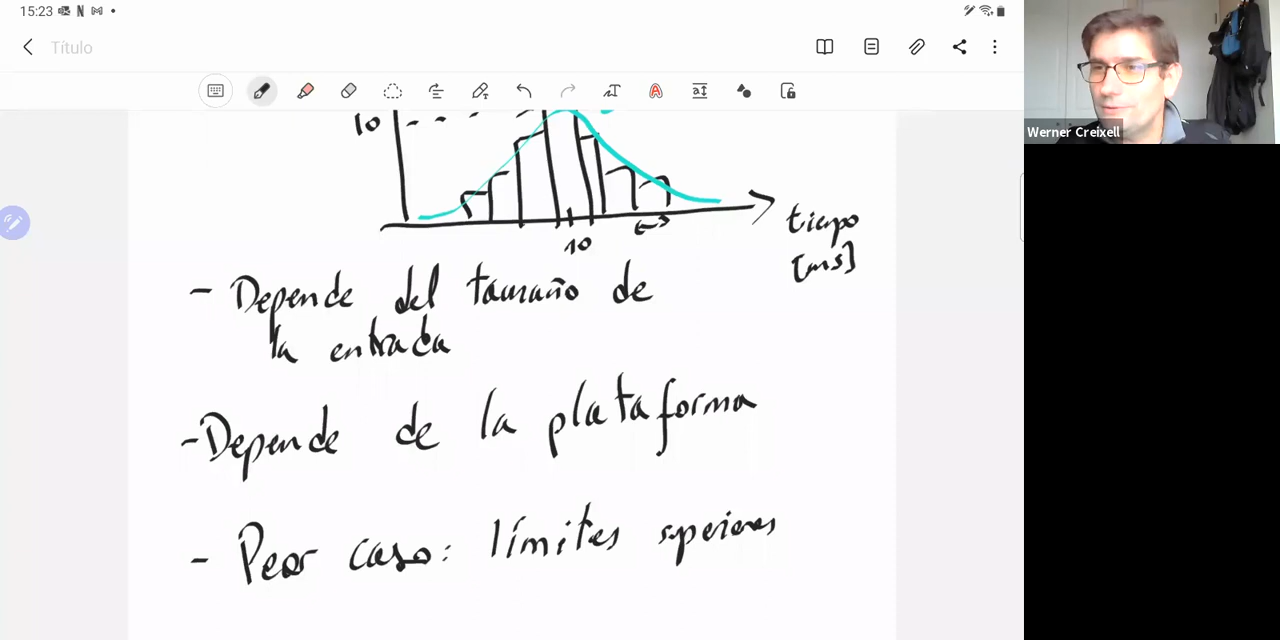 15:23
Título
Werner Creixell
10
10
tiempo
[ms]
- Depende del tamaño de
la entrada
- Depende de la plataforma
- Peor caso: límites superiores